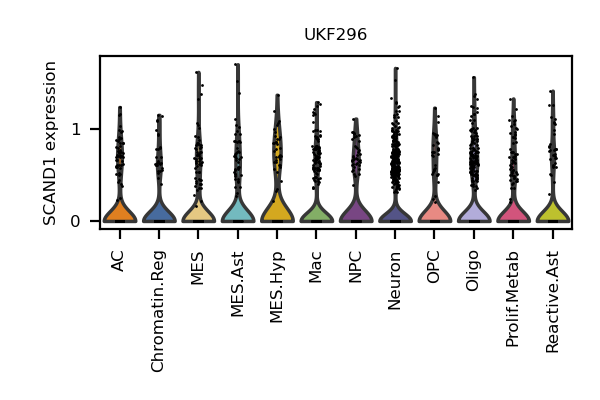 UKF296
SCAND1 expression
1
0
AC
Chromatin.Reg
MES
MES.Ast
MES.Hyp
Mac
NPC
Neuron
OPC
Oligo
Prolif.Metab
Reactive.Ast